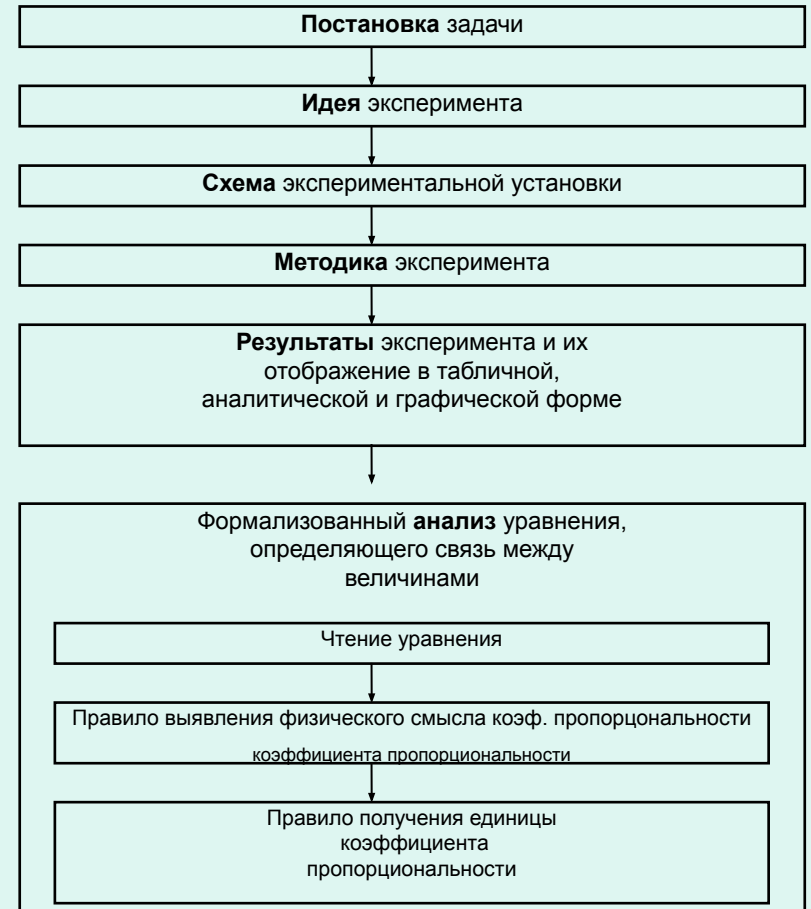 Постановка задачи
Идея эксперимента
Схема экспериментальной установки
Методика эксперимента
Результаты эксперимента и их
отображение в табличной,
аналитической и графической форме
Формализованный анализ уравнения,
определяющего связь между
величинами
Чтение уравнения
Правило выявления физического смысла коэф. пропорцональности
коэффициента пропорциональности
Правило получения единицы
коэффициента
пропорциональности